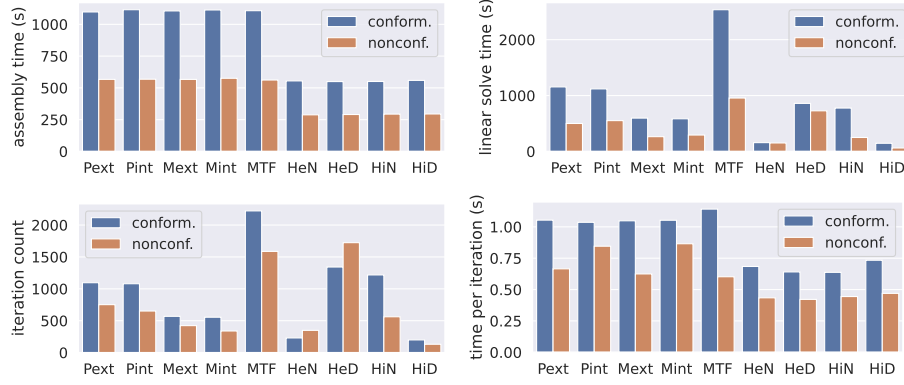 assembly time (s)
1000
750
500
250
0
conform.
nonconf.
Pext Pint Mext Mint MTF HeN HeD HiN HiD
linear solve time (s)
2000
1000
0
conform.
nonconf.
Pext Pint Mext Mint MTF HeN HeD HiN HiD
iteration count
2000
1500
1000
500
0
conform.
nonconf.
Pext Pint Mext Mint MTF HeN HeD HiN HiD
time per iteration (s)
1.00
0.75
0.50
0.25
0.00
conform.
nonconf.
Pext Pint Mext Mint MTF HeN HeD HiN HiD